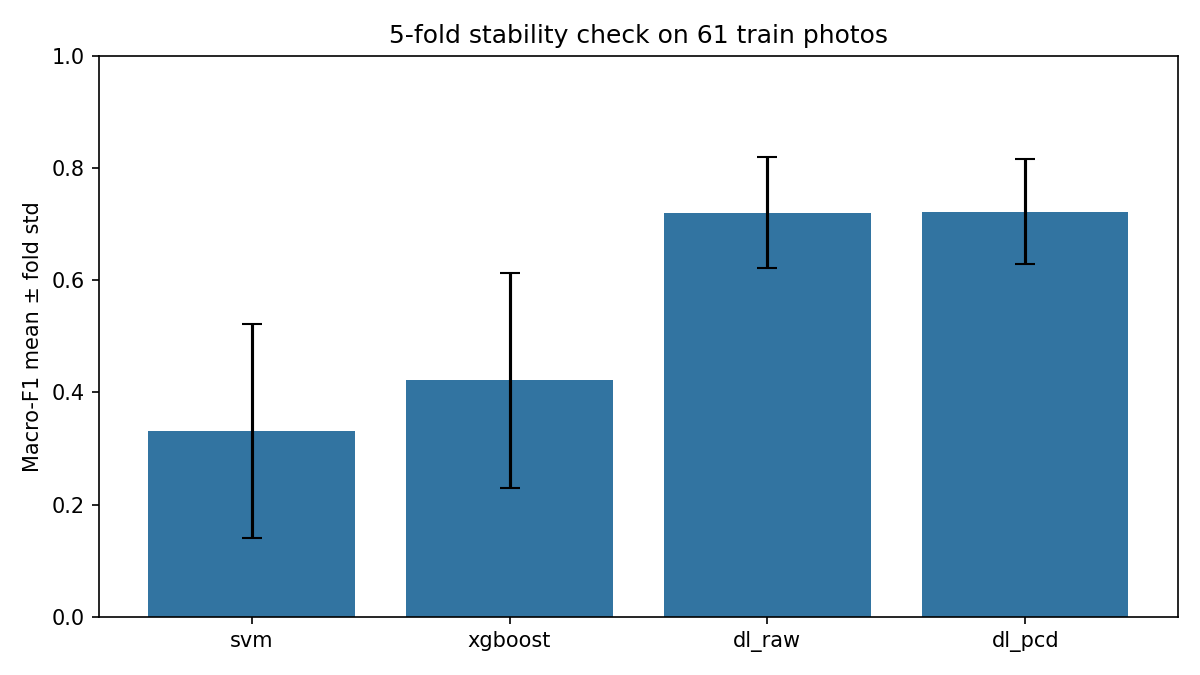 5-fold stability check on 61 train photos
Macro-F1 mean ± fold std
1.0
0.8
0.6
0.4
0.2
0.0
svm xgboost dl_raw dl_pcd